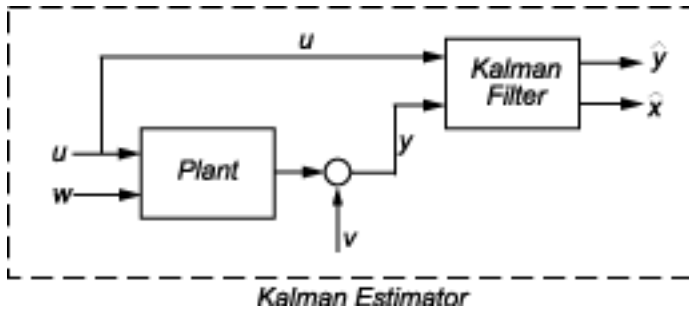 u
Kalman
Filter
ŷ
x̂
u
Plant
y
w
v
Kalman Estimator